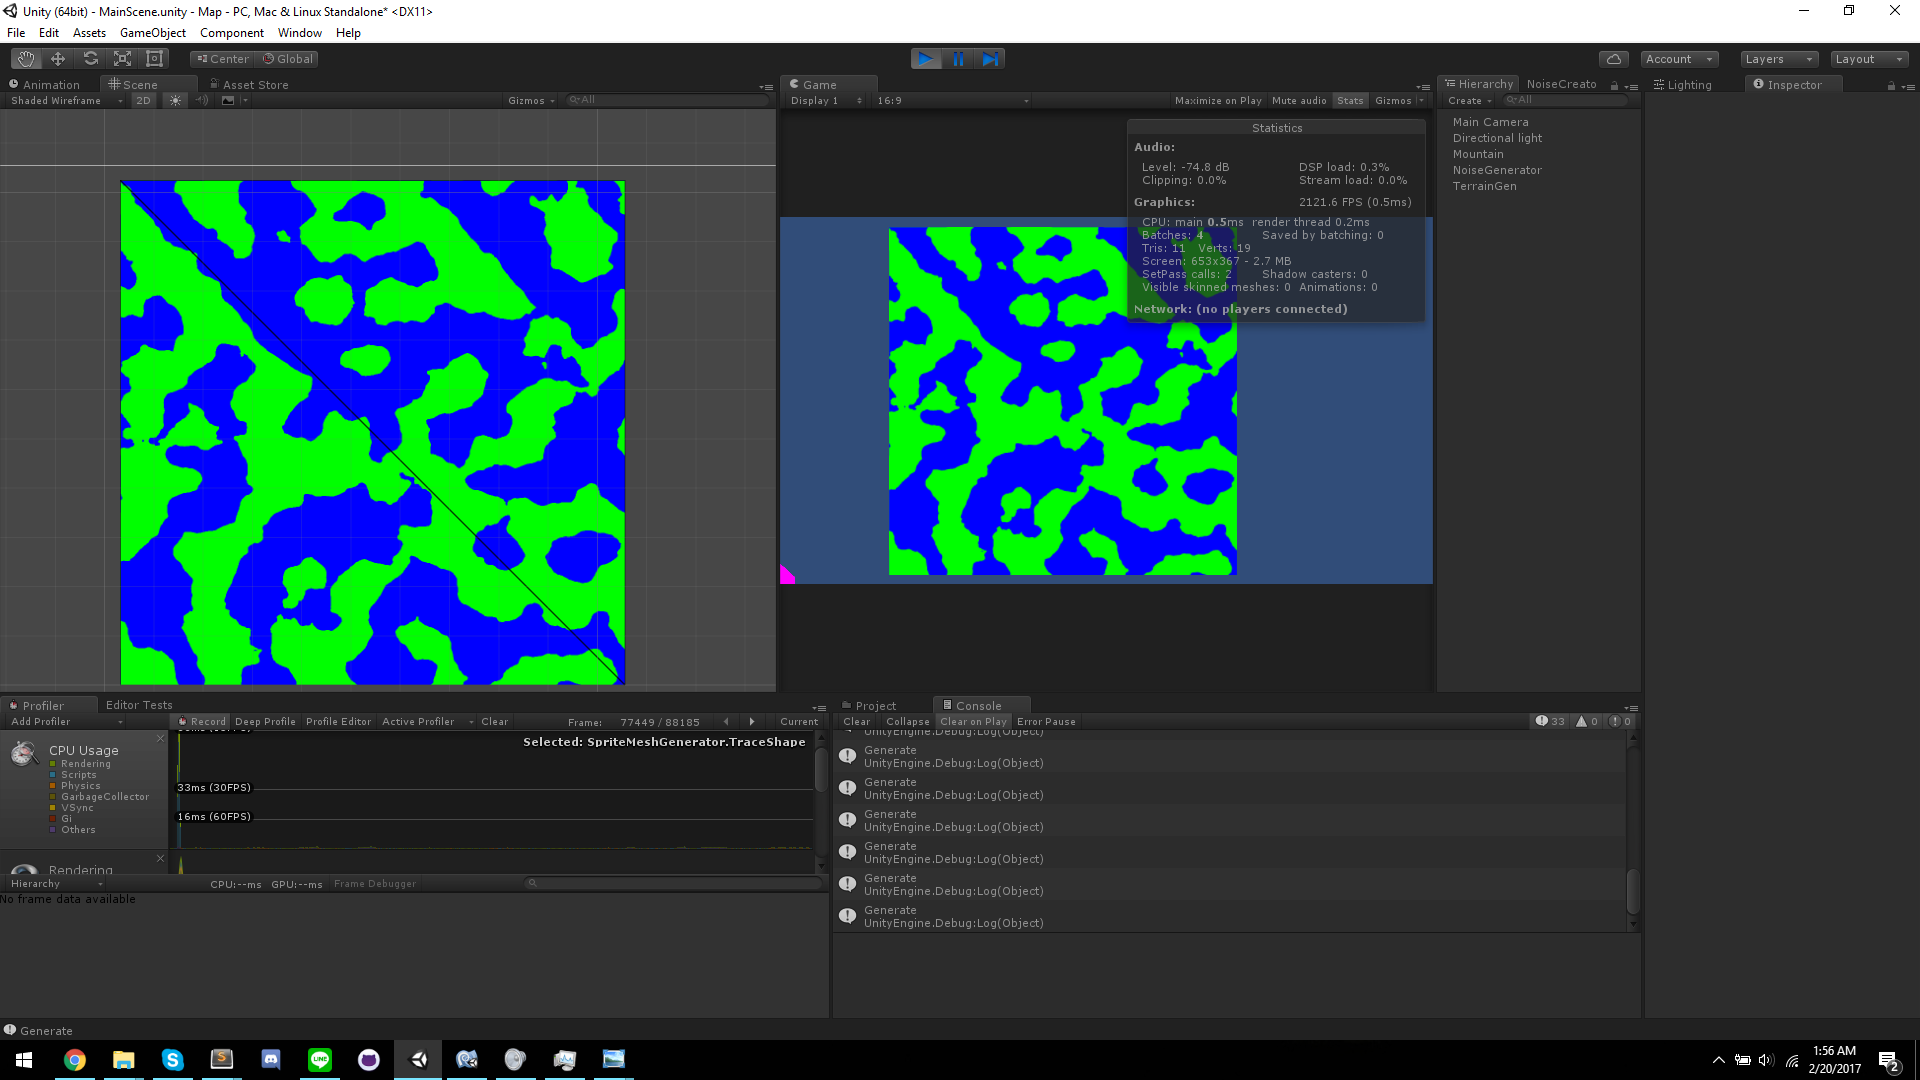 Unity (64bit) - MainScene.unity - Map - PC, Mac & Linux Standalone* <DX11>
File Edit Assets GameObject Component Window Help
Center Global
Account Layers Layout
Animation Scene Asset Store
Shaded Wireframe 2D Gizmos All
Game
Display 1 16:9 Maximize on Play Mute audio Stats Gizmos
Statistics
Audio:
Level: -74.8 dB DSP load: 0.3%
Clipping: 0.0% Stream load: 0.0%
Graphics: 2121.6 FPS (0.5ms)
CPU: main 0.5ms render thread 0.2ms
Batches: 4 Saved by batching: 0
Tris: 11 Verts: 19
Screen: 653x367 - 2.7 MB
SetPass calls: 2 Shadow casters: 0
Visible skinned meshes: 0 Animations: 0
Network: (no players connected)
Hierarchy NoiseCreato
Create All
Main Camera
Directional light
Mountain
NoiseGenerator
TerrainGen
Lighting Inspector
Profiler Editor Tests
Add Profiler Record Deep Profile Profile Editor Active Profiler Clear Frame: 77449 / 88185 Current
Selected: SpriteMeshGenerator.TraceShape
CPU Usage
Rendering
Scripts
Physics
GarbageCollector
VSync
Gi
Others
33ms (30FPS)
16ms (60FPS)
Rendering
Hierarchy CPU:--ms GPU:--ms Frame Debugger
No frame data available
Project Console
Clear Collapse Clear on Play Error Pause 33 0 0
UnityEngine.Debug:Log(Object)
Generate
UnityEngine.Debug:Log(Object)
Generate
UnityEngine.Debug:Log(Object)
Generate
UnityEngine.Debug:Log(Object)
Generate
UnityEngine.Debug:Log(Object)
Generate
UnityEngine.Debug:Log(Object)
Generate
UnityEngine.Debug:Log(Object)
Generate
LINE
1:56 AM
2/20/2017
2